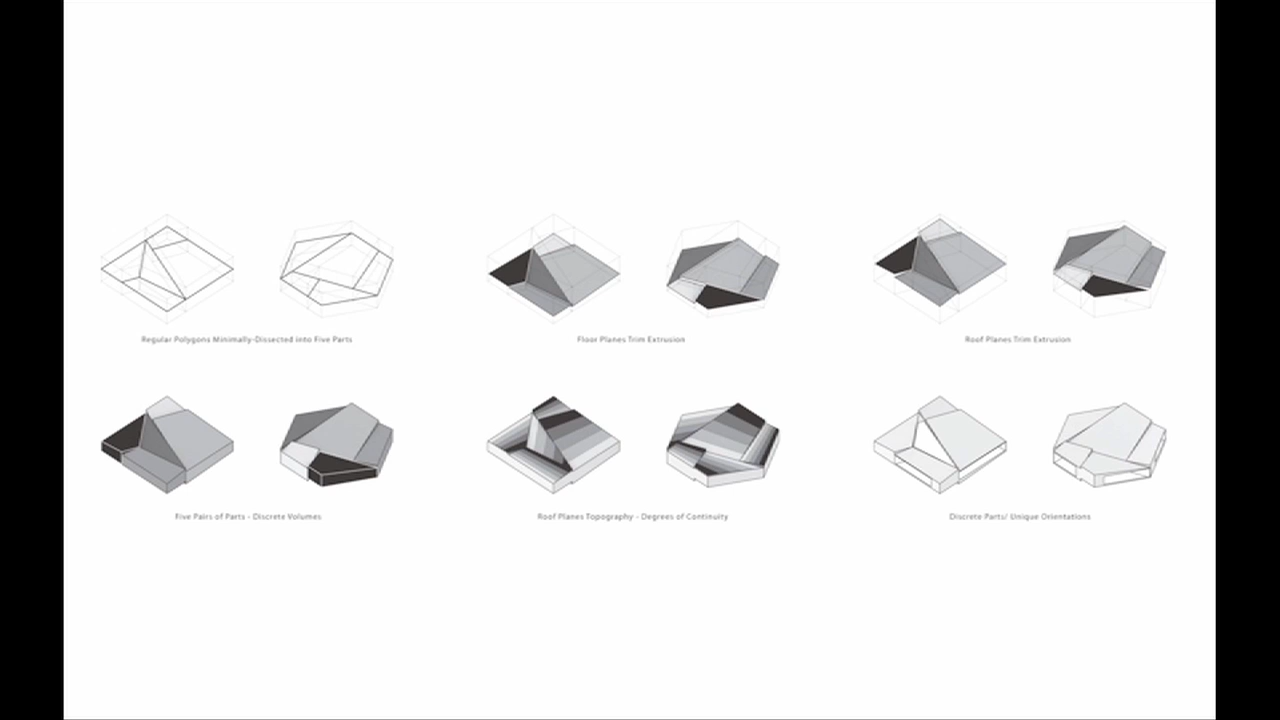 Regular Polygons Minimally-Dissected into Five Parts
Floor Planes Trim Extrusion
Roof Planes Trim Extrusion
Five Pairs of Parts - Discrete Volumes
Roof Planes Topography - Degrees of Continuity
Discrete Parts/ Unique Orientations